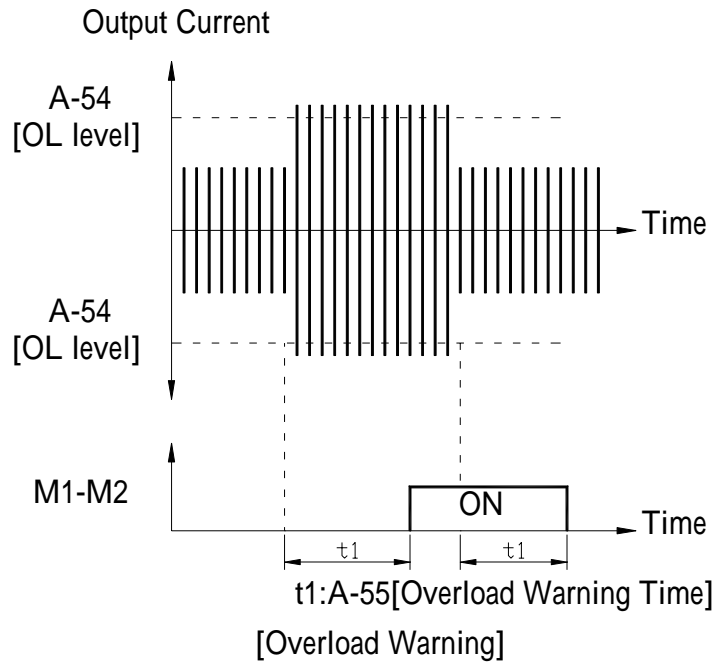 Output Current
A-54
[OL level]
Time
A-54
[OL level]
M1-M2
ON
Time
t1
t1
t1:A-55[Overload Warning Time]
[Overload Warning]